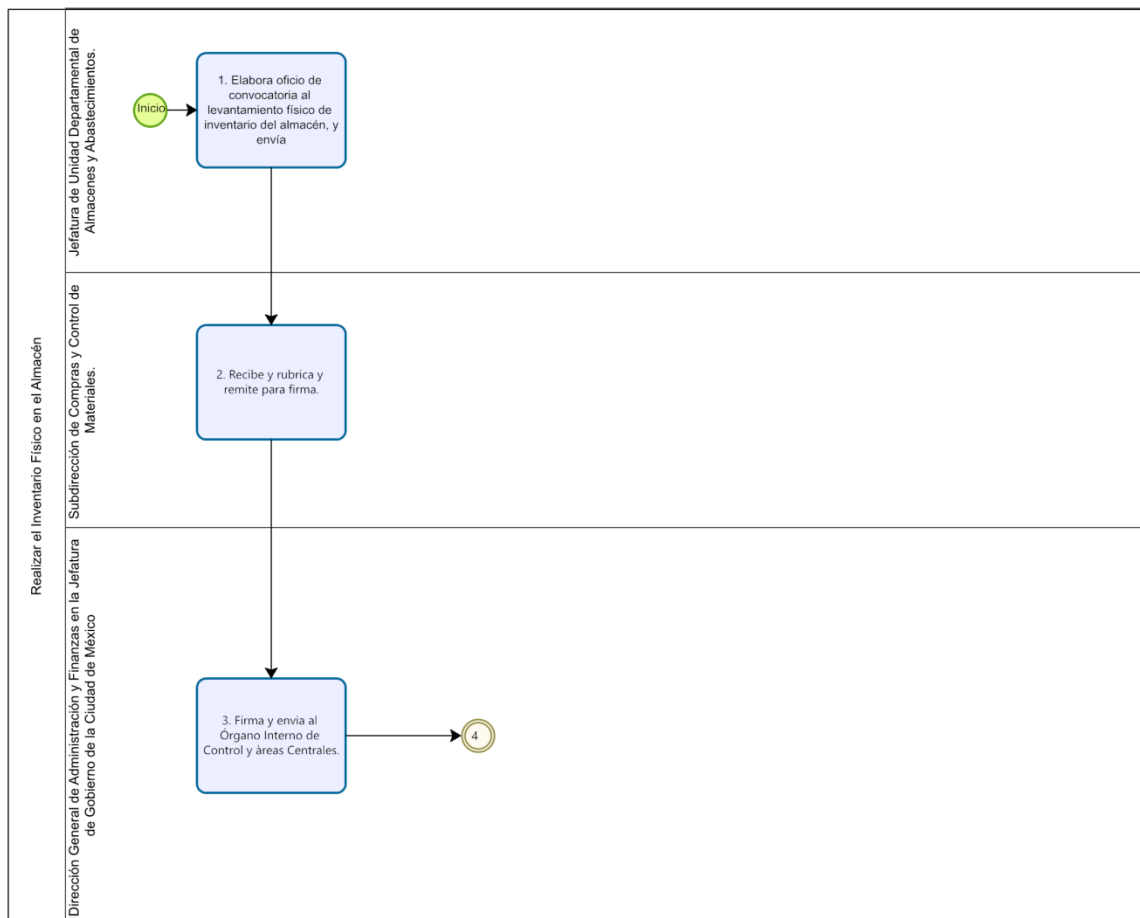 Realizar el Inventario Físico en el Almacén
Jefatura de Unidad Departamental de
Almacenes y Abastecimientos.
Inicio
1. Elabora oficio de
convocatoria al
levantamiento físico de
inventario del almacén, y
envía
Subdirección de Compras y Control de
Materiales.
2. Recibe y rubrica y
remite para firma.
Dirección General de Administración y Finanzas en la Jefatura
de Gobierno de la Ciudad de México
3. Firma y envia al
Órgano Interno de
Control y àreas Centrales.
4